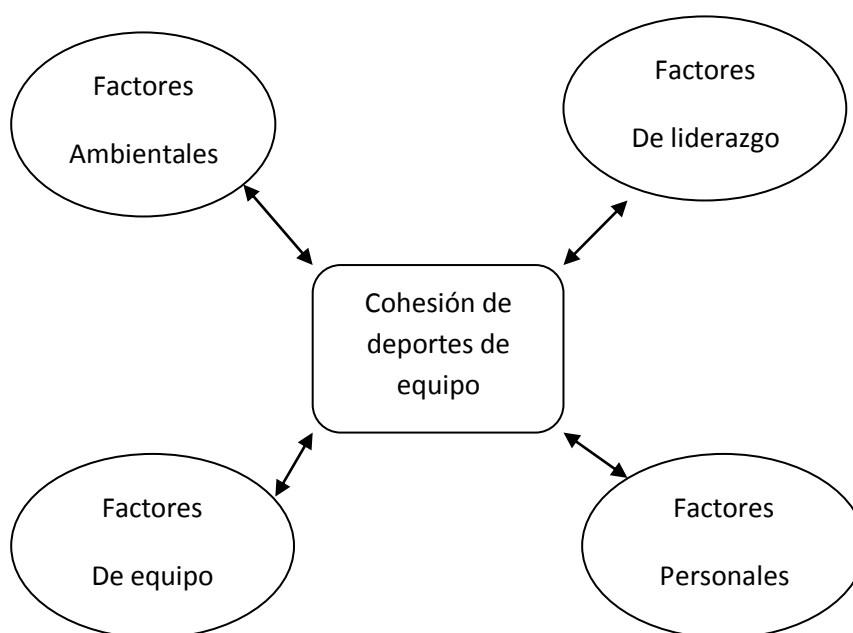 Factores
Ambientales
Factores
De liderazgo
Cohesión de
deportes de
equipo
Factores
De equipo
Factores
Personales